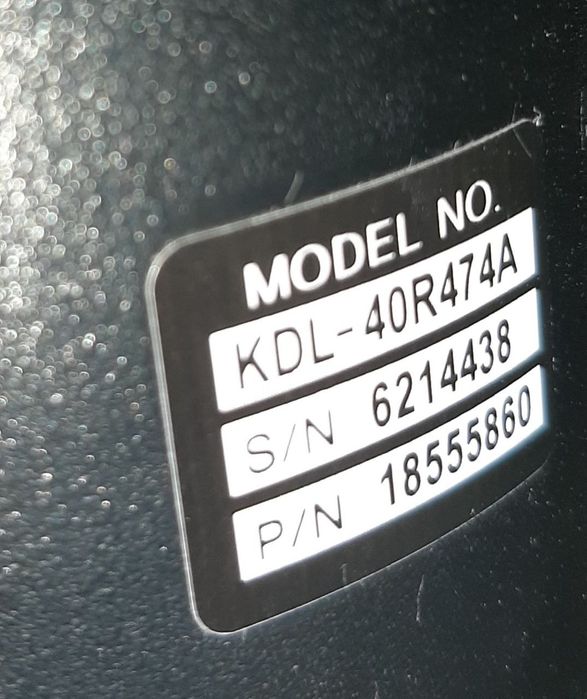 MODEL NO.
KDL-40R474A
S/N 6214438
P/N 18555860